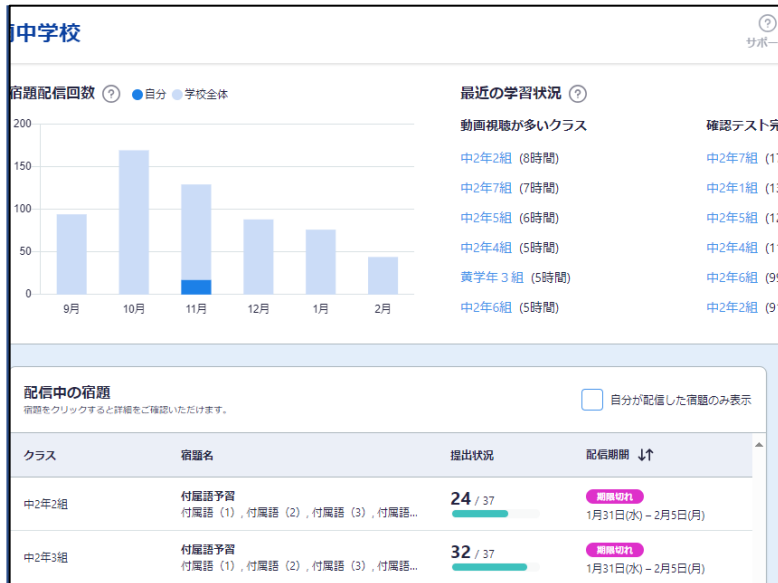 中学校
サポー
宿題配信回数 ?
自分 学校全体
200
150
100
50
0
9月 10月 11月 12月 1月 2月
最近の学習状況 ?
動画視聴が多いクラス
中2年2組 (8時間)
中2年7組 (7時間)
中2年5組 (6時間)
中2年4組 (5時間)
黄学年３組 (5時間)
中2年6組 (5時間)
確認テスト完
中2年7組 (1
中2年1組 (1
中2年5組 (1
中2年4組 (1
中2年6組 (9
中2年2組 (9
配信中の宿題
宿題をクリックすると詳細をご確認いただけます。
自分が配信した宿題のみ表示
クラス 宿題名 提出状況 配信期間 ↓↑
中2年2組
付属語予習
付属語（1）, 付属語（2）, 付属語（3）, 付属語...
24 / 37
期限切れ
1月31日(水) – 2月5日(月)
中2年3組
付属語予習
付属語（1）, 付属語（2）, 付属語（3）, 付属語...
32 / 37
期限切れ
1月31日(水) – 2月5日(月)